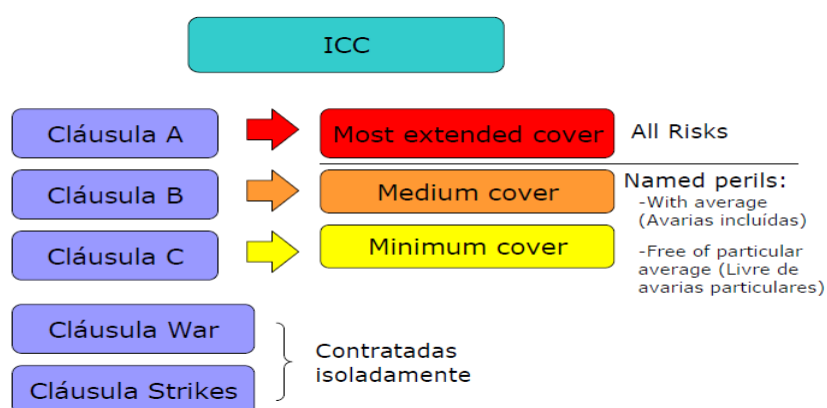 ICC
Cláusula A
Most extended cover
All Risks
Cláusula B
Medium cover
Named perils:
-With average
(Avarias incluídas)
Cláusula C
Minimum cover
-Free of particular
average (Livre de
avarias particulares)
Cláusula War
Contratadas
isoladamente
Cláusula Strikes